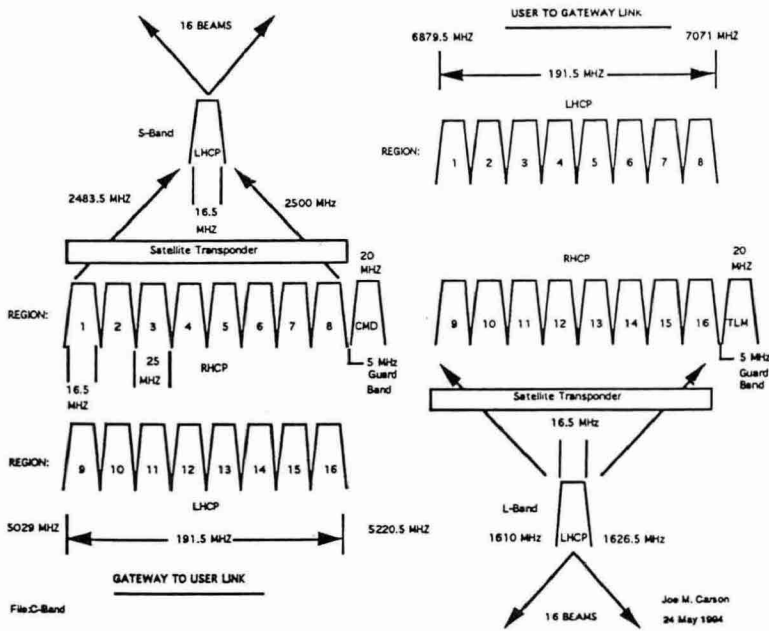 16 BEAMS
S-Band
LHCP
2483.5 MHZ
2500 MHz
16.5
MHZ
Satellite Transponder
20
MHZ
REGION:
1 2 3 4 5 6 7 8 CMD
16.5
MHZ
25
MHZ
RHCP
5 MHz
Guard
Band
REGION:
9 10 11 12 13 14 15 16
LHCP
5029 MHZ
191.5 MHZ
5220.5 MHZ
GATEWAY TO USER LINK
File:C-Band
USER TO GATEWAY LINK
6879.5 MHZ
7071 MHZ
191.5 MHZ
LHCP
REGION:
1 2 3 4 5 6 7 8
RHCP
20
MHZ
9 10 11 12 13 14 15 16 TLM
5 MHz
Guard
Band
Satellite Transponder
16.5 MHz
L-Band
1610 MHz
LHCP
1626.5 MHZ
16 BEAMS
Joe M. Carson
24 May 1994